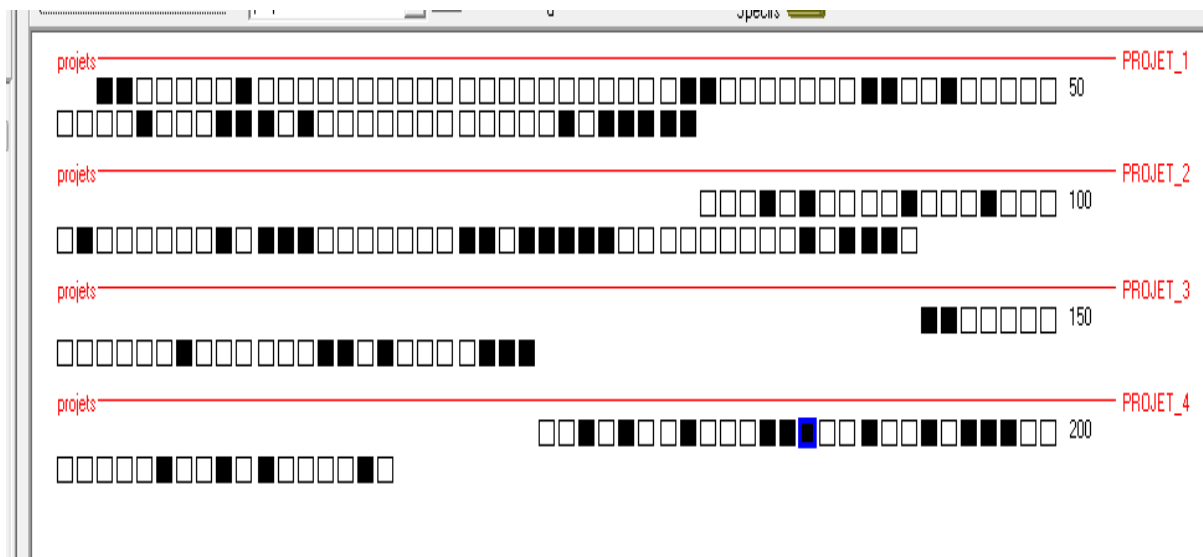 Specifs
projets PROJET_1
50
projets PROJET_2
100
projets PROJET_3
150
projets PROJET_4
200